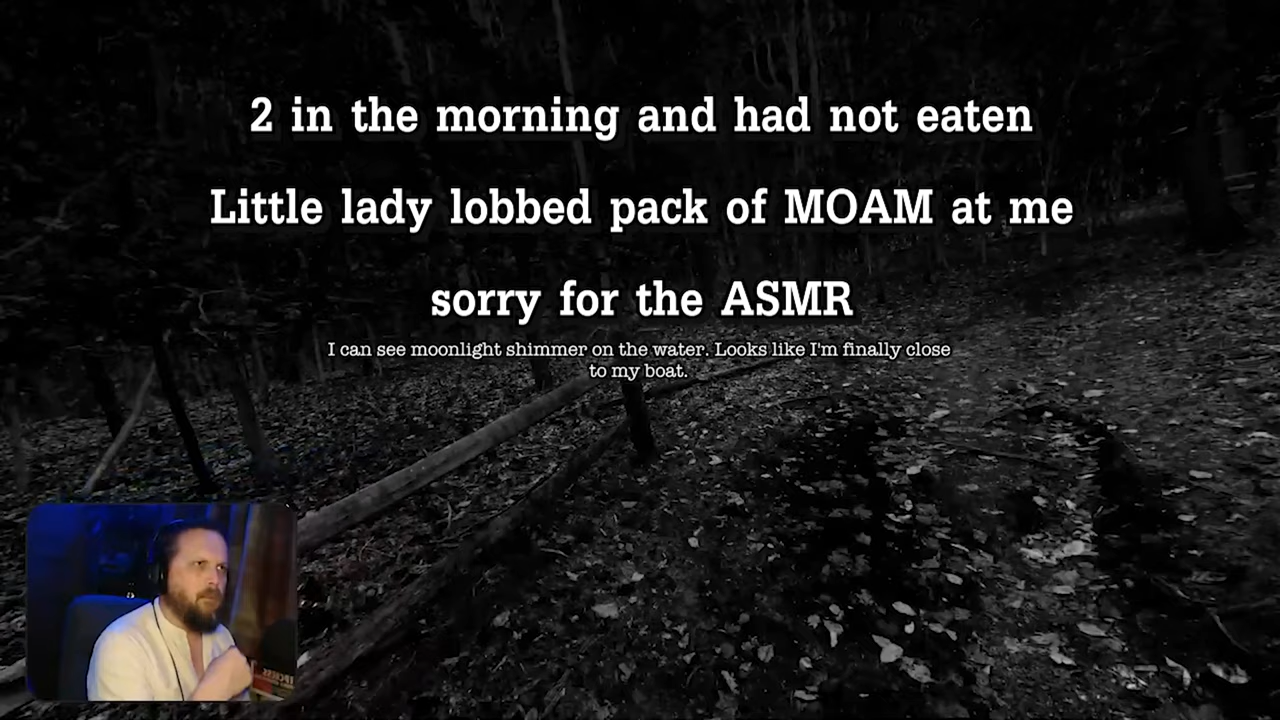 2 in the morning and had not eaten
Little lady lobbed pack of MOAM at me
sorry for the ASMR
I can see moonlight shimmer on the water. Looks like I'm finally close
to my boat.